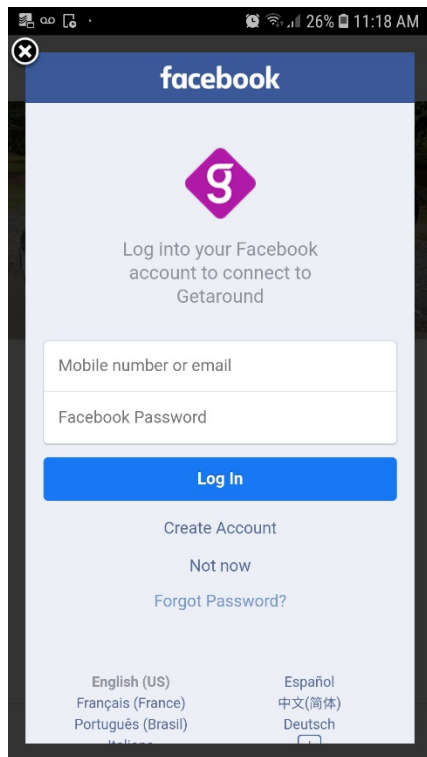 26% 11:18 AM
facebook
g
Log into your Facebook
account to connect to
Getaround
Mobile number or email
Facebook Password
Log In
Create Account
Not now
Forgot Password?
English (US)
Español
Français (France)
中文(简体)
Português (Brasil)
Deutsch
Italiano